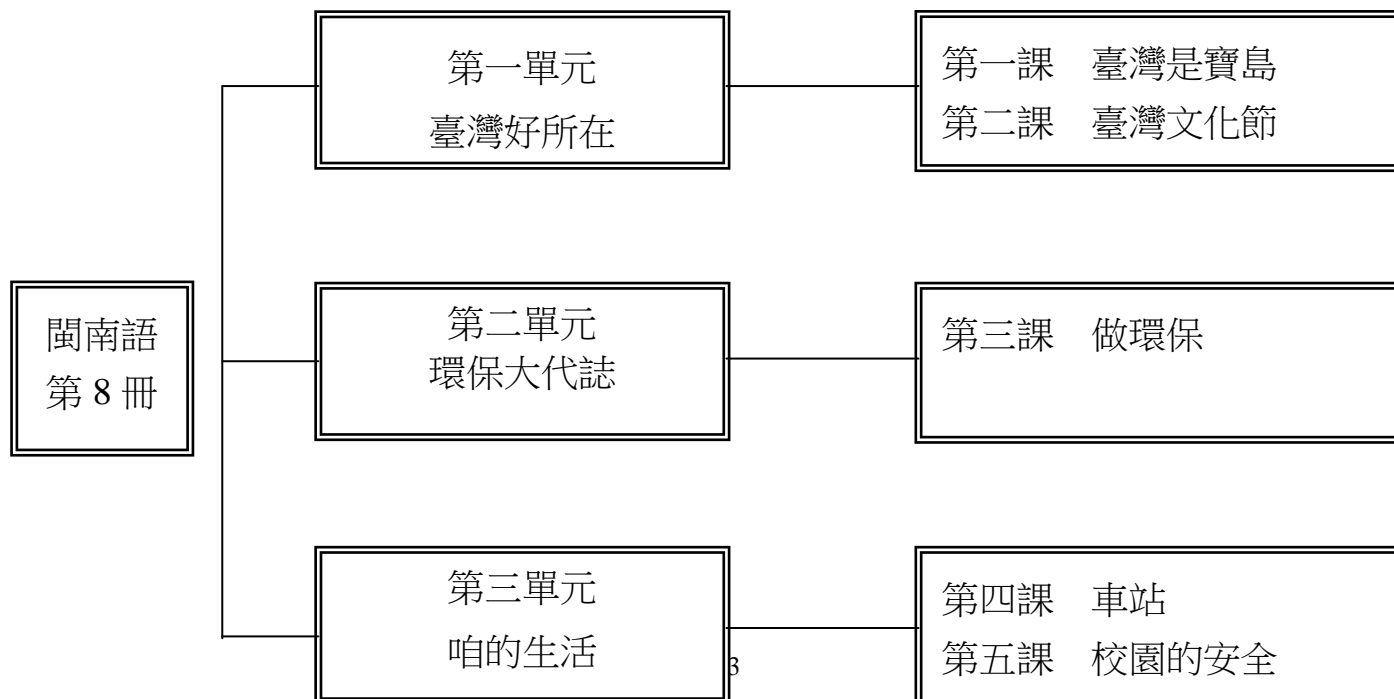 閩南語
第 8 冊
第一單元
臺灣好所在
第一課　臺灣是寶島
第二課　臺灣文化節
第二單元
環保大代誌
第三課　做環保
第三單元
咱的生活
第四課　車站
第五課　校園的安全
3